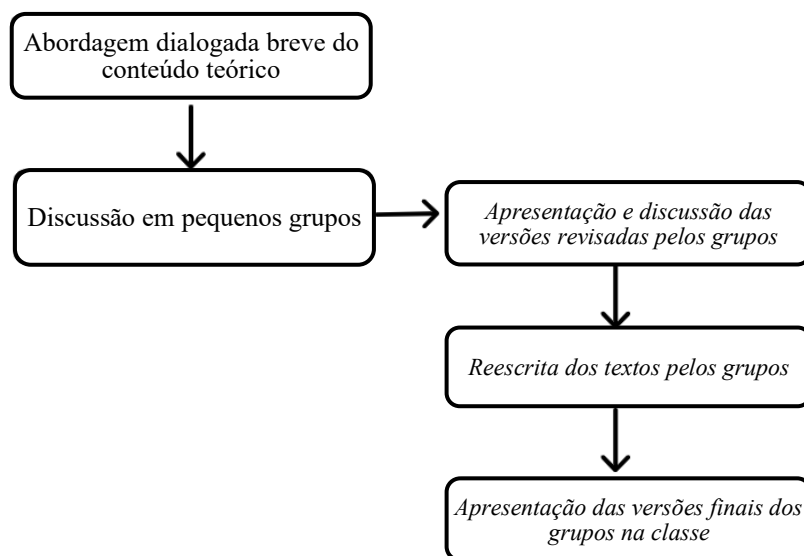 Abordagem dialogada breve do
conteúdo teórico
Discussão em pequenos grupos
Apresentação e discussão das
versões revisadas pelos grupos
Reescrita dos textos pelos grupos
Apresentação das versões finais dos
grupos na classe